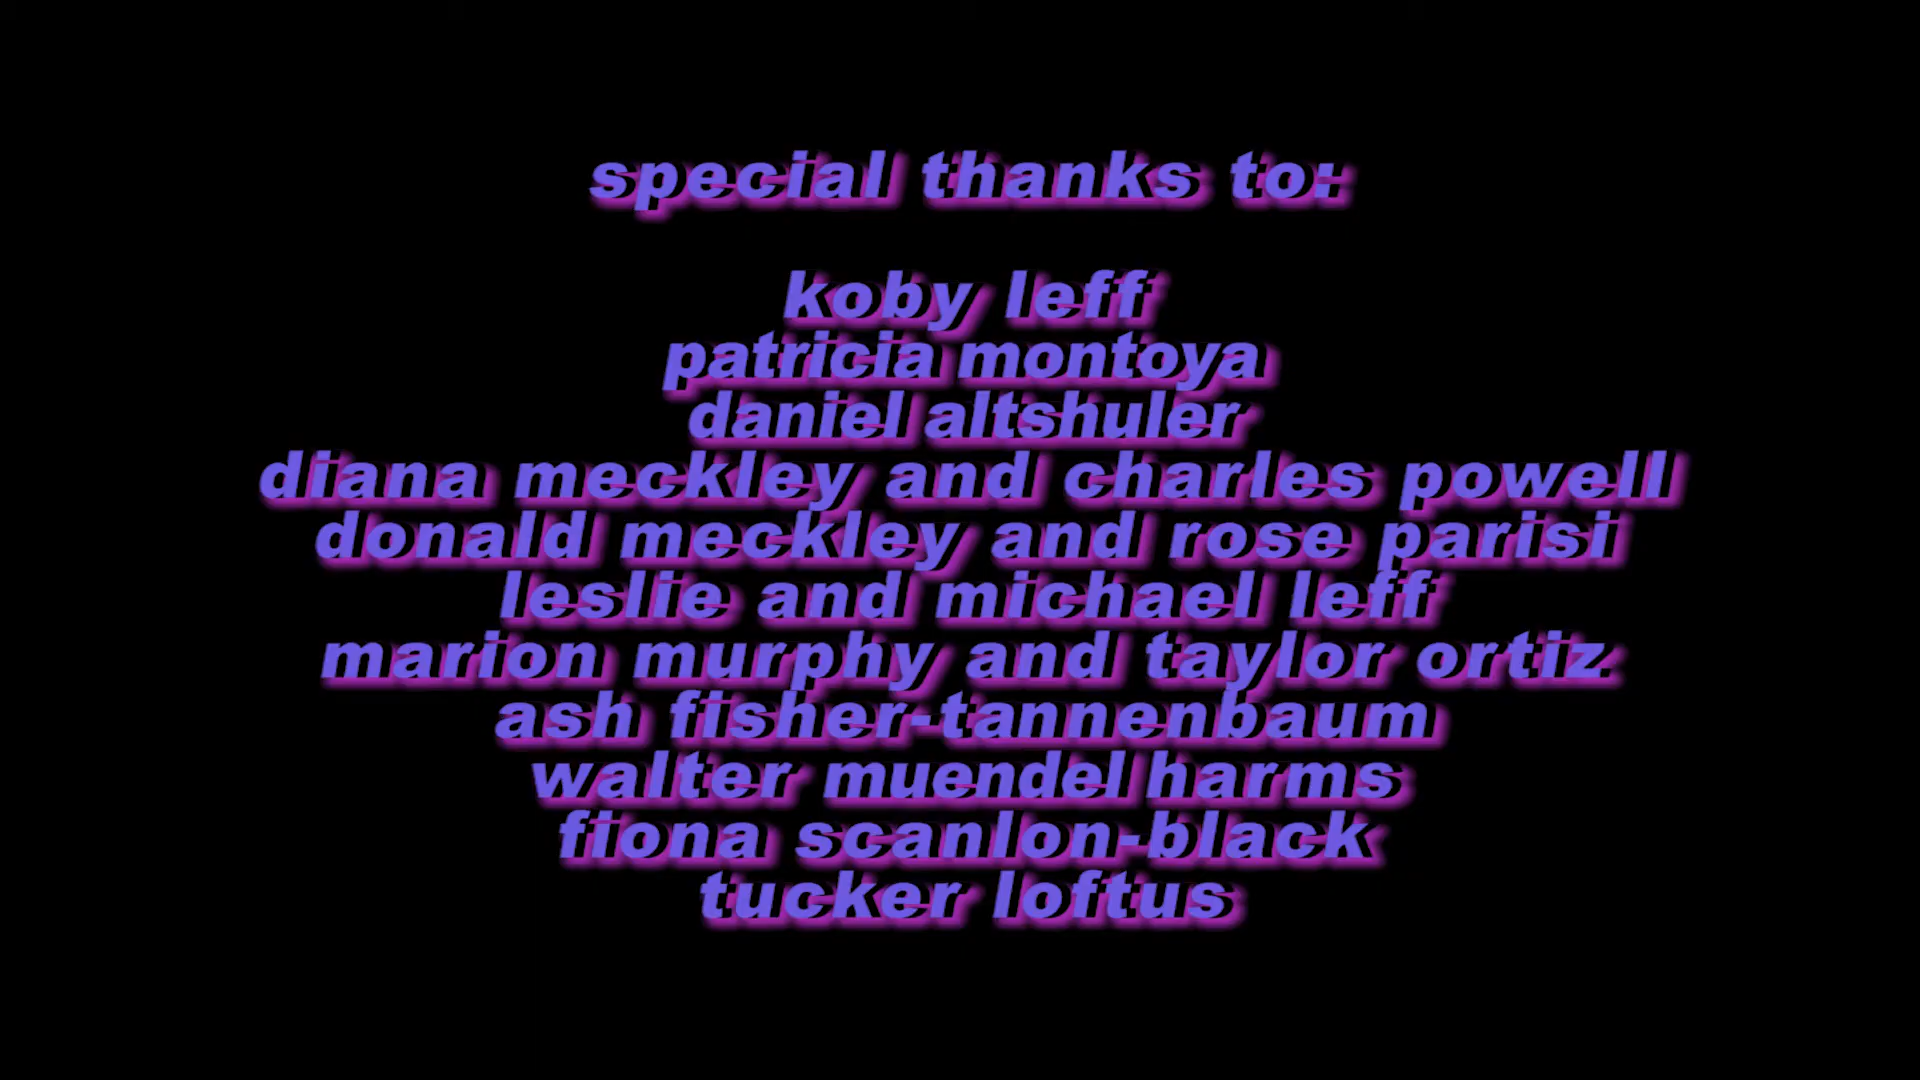 special thanks to:
koby leff
patricia montoya
daniel altshuler
diana meckley and charles powell
donald meckley and rose parisi
leslie and michael leff
marion murphy and taylor ortiz
ash fisher-tannenbaum
walter muendel harms
fiona scanlon-black
tucker loftus